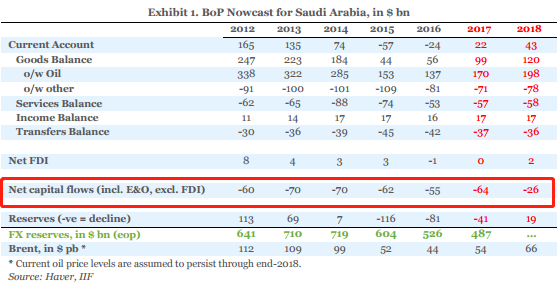 Exhibit 1. BoP Nowcast for Saudi Arabia, in $ bn
2012 2013 2014 2015 2016 2017 2018
Current Account 165 135 74 -57 -24 22 43
Goods Balance 247 223 184 44 56 99 120
o/w Oil 338 322 285 153 137 170 198
o/w other -91 -100 -101 -109 -81 -71 -78
Services Balance -62 -65 -88 -74 -53 -57 -58
Income Balance 11 14 17 17 16 17 17
Transfers Balance -30 -36 -39 -45 -42 -37 -36
Net FDI 8 4 3 3 -1 0 2
Net capital flows (incl. E&O, excl. FDI) -60 -70 -70 -62 -55 -64 -26
Reserves (-ve = decline) 113 69 7 -116 -81 -41 19
FX reserves, in $ bn (eop) 641 710 719 604 526 487 ...
Brent, in $ pb * 112 109 99 52 44 54 66
* Current oil price levels are assumed to persist through end-2018.
Source: Haver, IIF